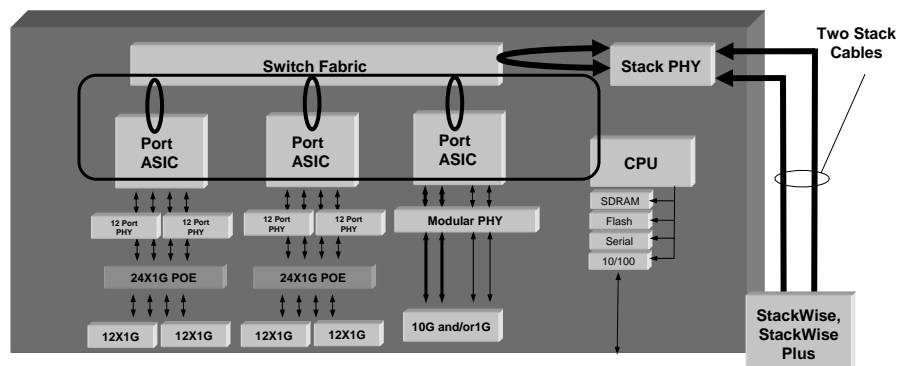 Two Stack
Cables
Switch Fabric
Stack PHY
Port
ASIC
Port
ASIC
Port
ASIC
CPU
SDRAM
Flash
Serial
10/100
12 Port
PHY
12 Port
PHY
12 Port
PHY
12 Port
PHY
Modular PHY
24X1G POE
24X1G POE
12X1G
12X1G
12X1G
12X1G
10G and/or1G
StackWise,
StackWise
Plus